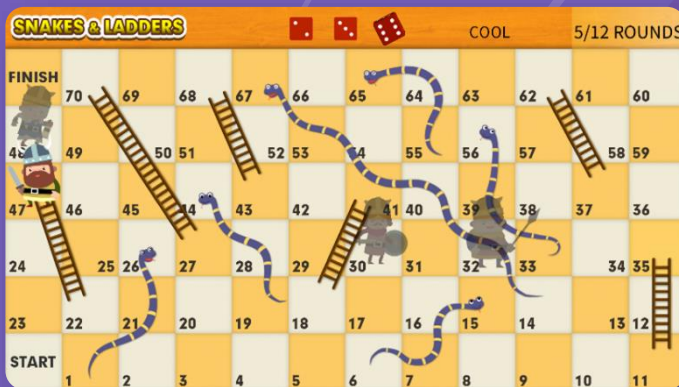 SNAKES & LADDERS COOL 5/12 ROUNDS
FINISH 70 69 68 67 66 65 64 63 62 61 60
48 49 50 51 52 53 54 55 56 57 58 59
47 46 45 44 43 42 41 40 39 38 37 36
24 25 26 27 28 29 30 31 32 33 34 35
23 22 21 20 19 18 17 16 15 14 13 12
START 1 2 3 4 5 6 7 8 9 10 11